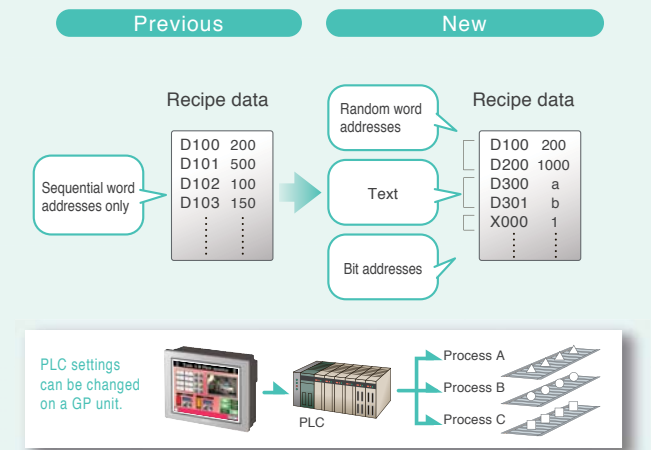 Previous
New
Recipe data
Sequential word
addresses only
D100 200
D101 500
D102 100
D103 150
Recipe data
Random word
addresses
Text
Bit addresses
D100 200
D200 1000
D300 a
D301 b
X000 1
PLC settings
can be changed
on a GP unit.
PLC
Process A
Process B
Process C